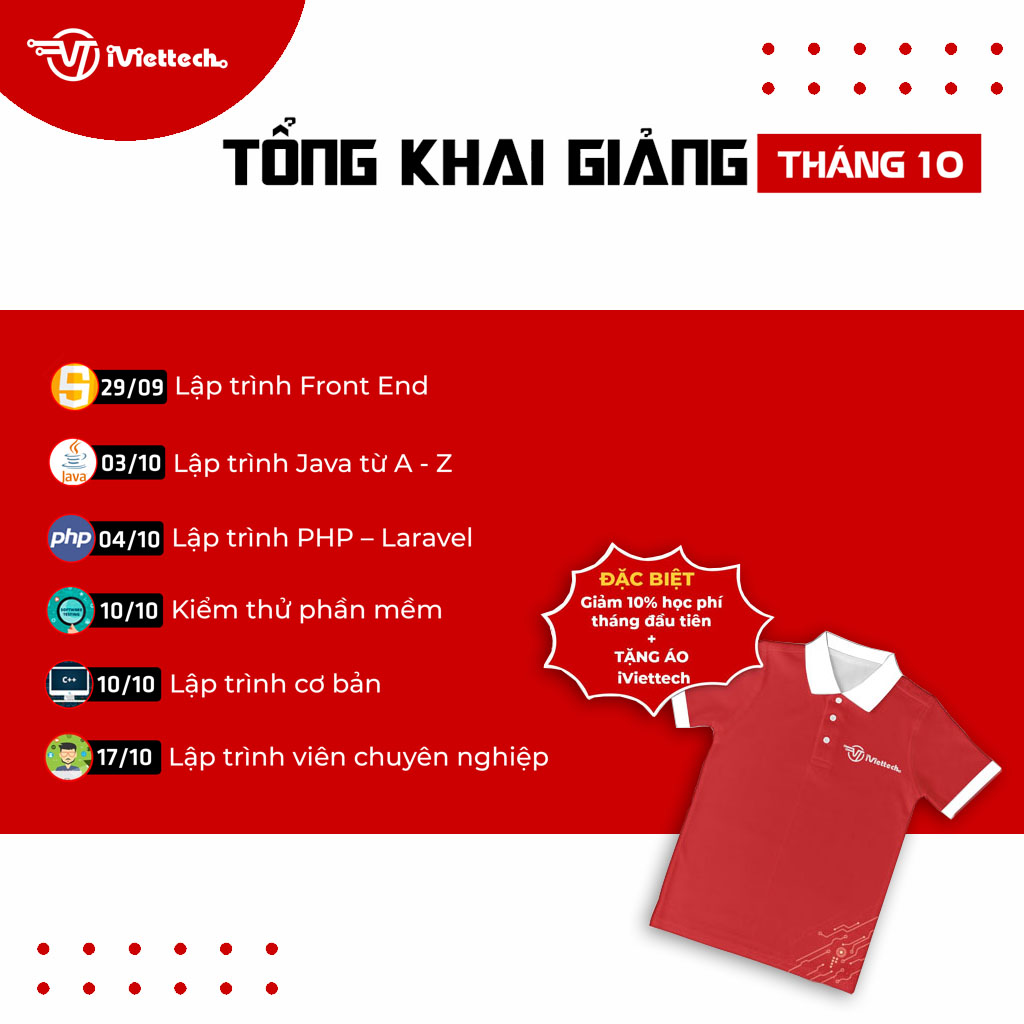 iViettech
TỔNG KHAI GIẢNG THÁNG 10
29/09 Lập trình Front End
Java 03/10 Lập trình Java từ A - Z
php 04/10 Lập trình PHP – Laravel
SOFTWARE TESTING 10/10 Kiểm thử phần mềm
C++ 10/10 Lập trình cơ bản
17/10 Lập trình viên chuyên nghiệp
ĐẶC BIỆT
Giảm 10% học phí
tháng đầu tiên
+
TẶNG ÁO
iViettech
iViettech